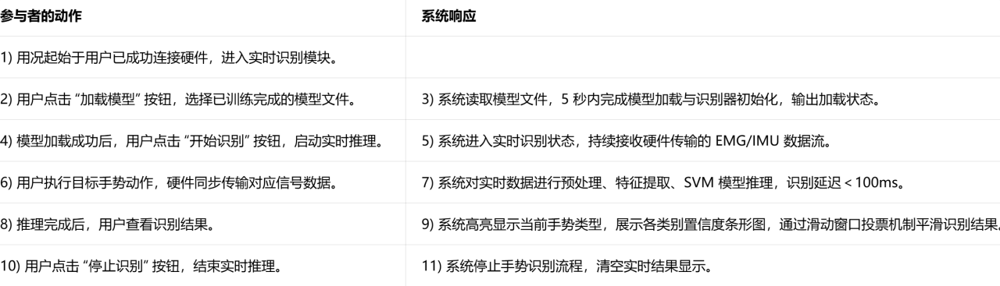 参与者的动作
系统响应
1) 用况起始于用户已成功连接硬件，进入实时识别模块。
2) 用户点击 “加载模型” 按钮，选择已训练完成的模型文件。
3) 系统读取模型文件，5 秒内完成模型加载与识别器初始化，输出加载状态。
4) 模型加载成功后，用户点击 “开始识别” 按钮，启动实时推理。
5) 系统进入实时识别状态，持续接收硬件传输的 EMG/IMU 数据流。
6) 用户执行目标手势动作，硬件同步传输对应信号数据。
7) 系统对实时数据进行预处理、特征提取、SVM 模型推理，识别延迟＜100ms。
8) 推理完成后，用户查看识别结果。
9) 系统高亮显示当前手势类型，展示各类别置信度条形图，通过滑动窗口投票机制平滑识别结果。
10) 用户点击 “停止识别” 按钮，结束实时推理。
11) 系统停止手势识别流程，清空实时结果显示。